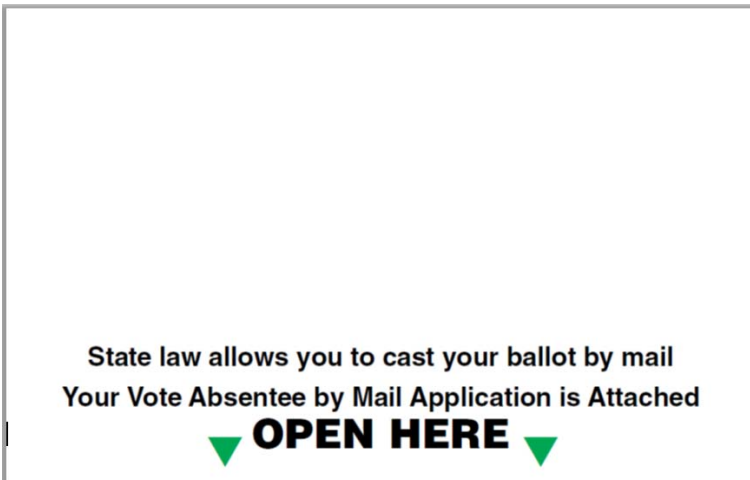 State law allows you to cast your ballot by mail
Your Vote Absentee by Mail Application is Attached
OPEN HERE